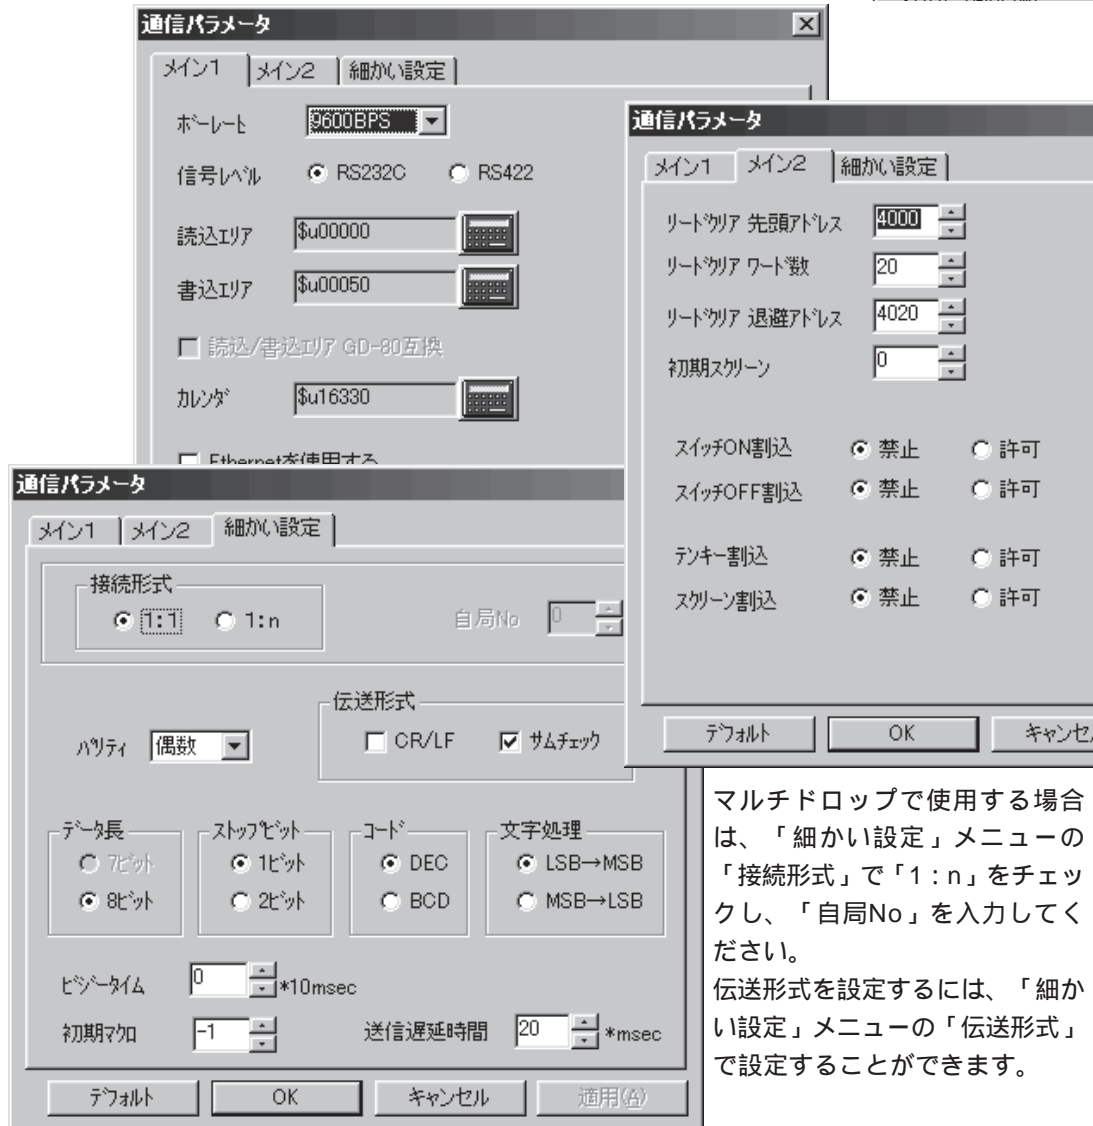 通信パラメータ
メイン1 メイン2 細かい設定
ボーレート 9600BPS
信号レベル RS232C RS422
読込エリア $u00000
書込エリア $u00050
読込/書込エリア GD-80互換
カレンダ $u16330
Ethernetを使用する
通信パラメータ
メイン1 メイン2 細かい設定
リードクリア 先頭アドレス 4000
リードクリア ワード数 20
リードクリア 退避アドレス 4020
初期スクリーン 0
スイッチON割込 禁止 許可
スイッチOFF割込 禁止 許可
テンキー割込 禁止 許可
スクリーン割込 禁止 許可
デフォルト OK キャンセ
通信パラメータ
メイン1 メイン2 細かい設定
接続形式
1:1 1:n 自局No 0
伝送形式
パリティ 偶数 CR/LF サムチェック
データ長 ストップビット コード 文字処理
7ビット 1ビット DEC LSB→MSB
8ビット 2ビット BCD MSB→LSB
ビジータイム 0 *10msec
初期マクロ -1 送信遅延時間 20 *msec
デフォルト OK キャンセル 適用(A)
マルチドロップで使用する場合
は、「細かい設定」メニューの
「接続形式」で「1：n」をチェッ
クし、「自局No」を入力してく
ださい。
伝送形式を設定するには、「細か
い設定」メニューの「伝送形式」
で設定することができます。